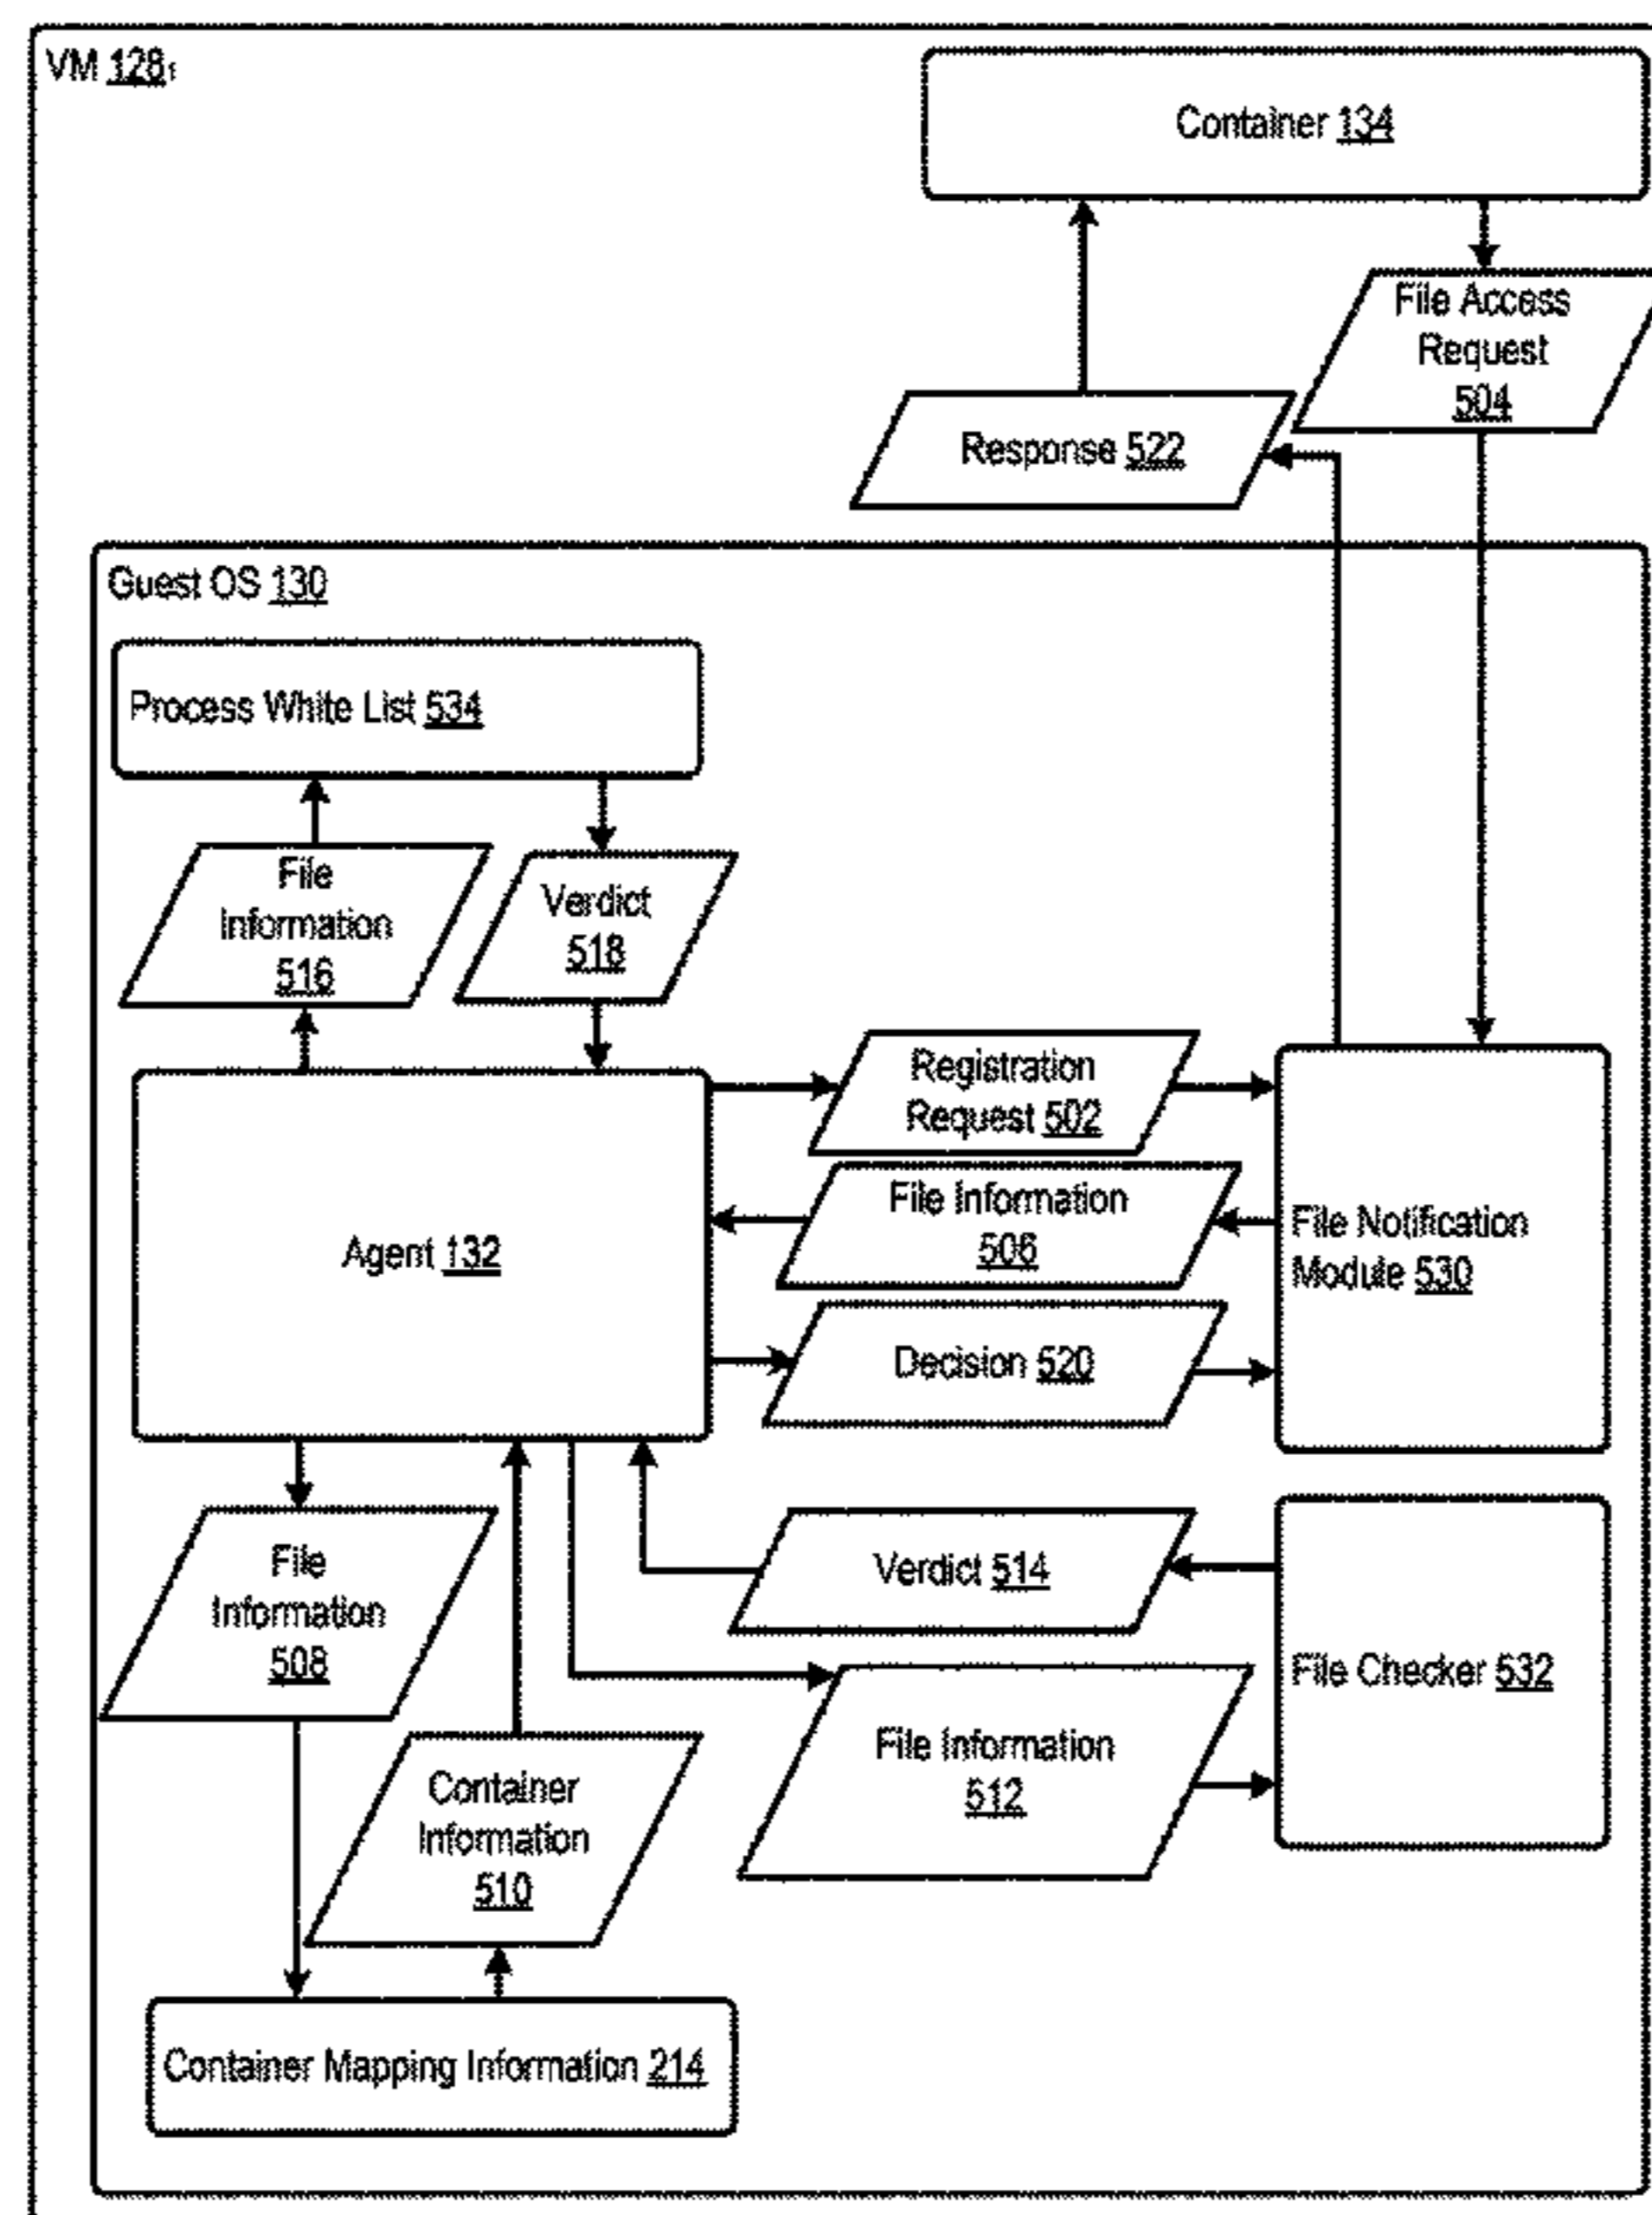 VM 128₁
Container 134
File Access
Request
504
Response 522
Guest OS 130
Process White List 534
File
Information
516
Verdict
518
Registration
Request 502
File Information
506
Agent 132
File Notification
Module 530
Decision 520
File
Information
508
Verdict 514
File Checker 532
File Information
512
Container
Information
510
Container Mapping Information 214